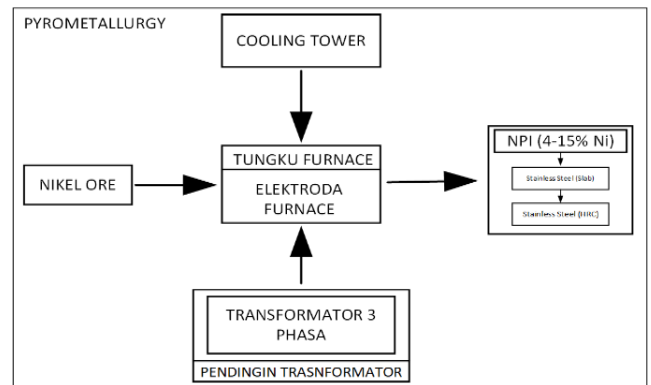 PYROMETALLURGY
COOLING TOWER
TUNGKU FURNACE
ELEKTRODA
FURNACE
NIKEL ORE
NPI (4-15% Ni)
Stainless Steel (Slab)
Stainless Steel (HRC)
TRANSFORMATOR 3
PHASA
PENDINGIN TRASNFORMATOR